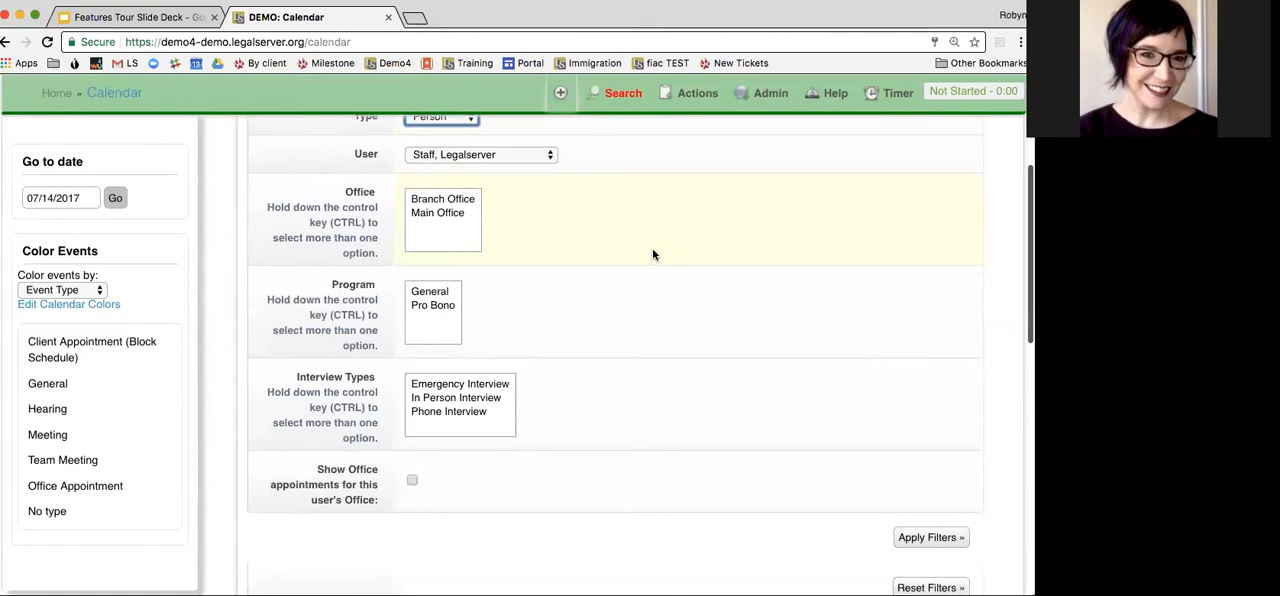 Features Tour Slide Deck - Go
DEMO: Calendar
Robyn
Secure
https://demo4-demo.legalserver.org/calendar
Apps
LS
By client
Milestone
Demo4
Training
Portal
Immigration
fiac TEST
New Tickets
Other Bookmarks
Home » Calendar
Search
Actions
Admin
Help
Timer
Not Started - 0:00
Go to date
07/14/2017
Go
Color Events
Color events by:
Event Type
Edit Calendar Colors
Client Appointment (Block
Schedule)
General
Hearing
Meeting
Team Meeting
Office Appointment
No type
Type
Person
User
Staff, Legalserver
Office
Hold down the control
key (CTRL) to
select more than one
option.
Branch Office
Main Office
Program
Hold down the control
key (CTRL) to
select more than one
option.
General
Pro Bono
Interview Types
Hold down the control
key (CTRL) to
select more than one
option.
Emergency Interview
In Person Interview
Phone Interview
Show Office
appointments for this
user's Office:
Apply Filters »
Reset Filters »